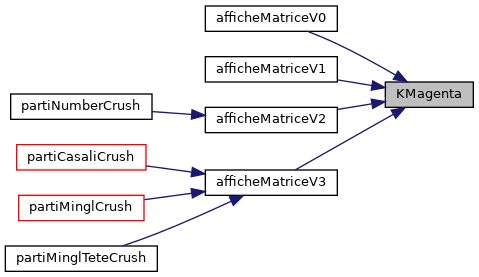 afficheMatriceV0
afficheMatriceV1
KMagenta
partiNumberCrush
afficheMatriceV2
partiCasaliCrush
afficheMatriceV3
partiMinglCrush
partiMinglTeteCrush